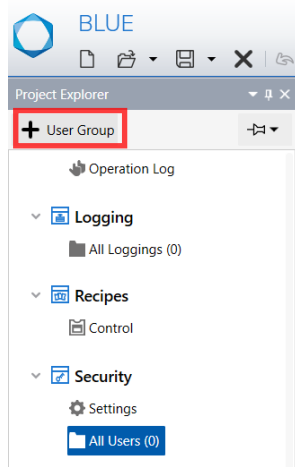 BLUE
Project Explorer
User Group
Operation Log
Logging
All Loggings (0)
Recipes
Control
Security
Settings
All Users (0)